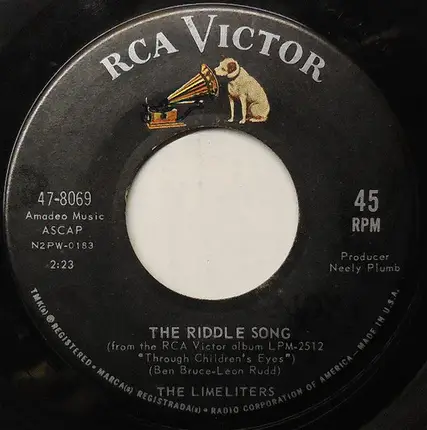 RCA VICTOR
47-8069
Amadeo Music
ASCAP
N2PW-0183
2:23
45
RPM
Producer
Neely Plumb
THE RIDDLE SONG
(from the RCA Victor album LPM-2512
"Through Children's Eyes")
(Ben Bruce-Leon Rudd)
THE LIMELITERS
TMK(s) ® REGISTERED • MARCA(s) REGISTRADA(s) • RADIO CORPORATION OF AMERICA – MADE IN U.S.A.